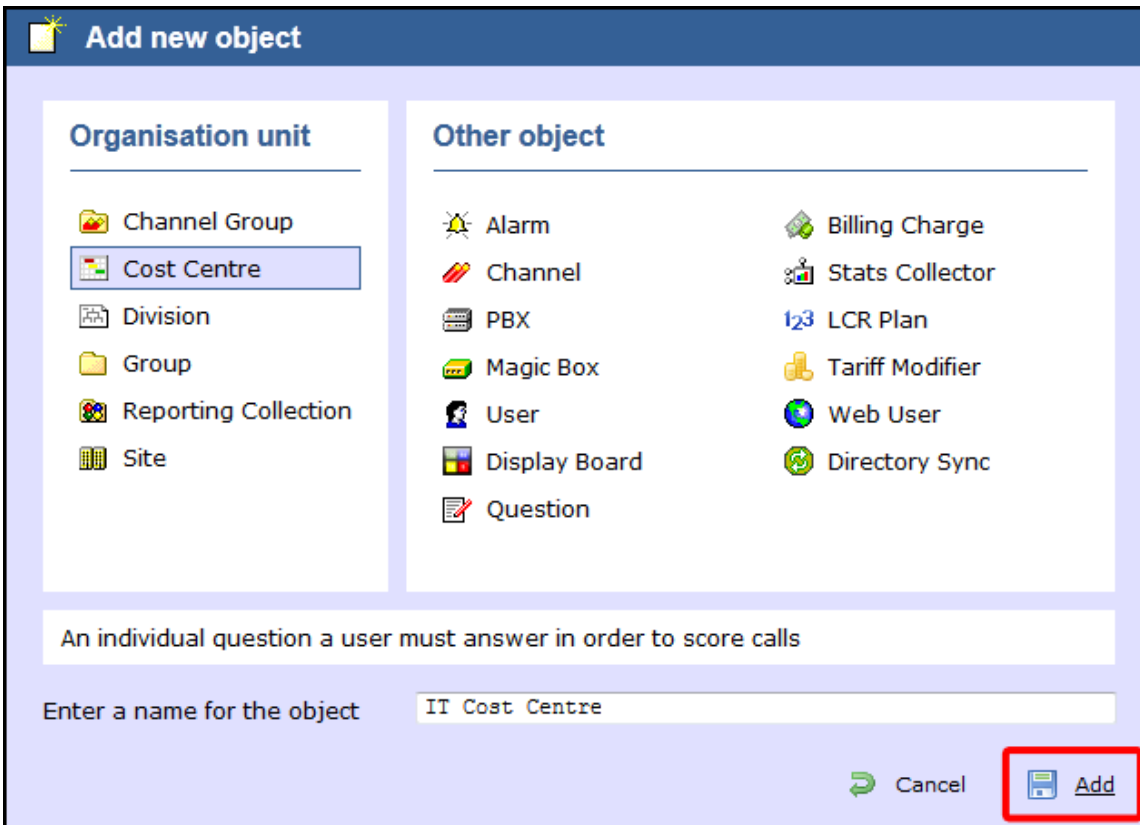 Add new object
Organisation unit
Channel Group
Cost Centre
Division
Group
Reporting Collection
Site
Other object
Alarm
Channel
PBX
Magic Box
User
Display Board
Question
Billing Charge
Stats Collector
123 LCR Plan
Tariff Modifier
Web User
Directory Sync
An individual question a user must answer in order to score calls
Enter a name for the object IT Cost Centre
Cancel Add